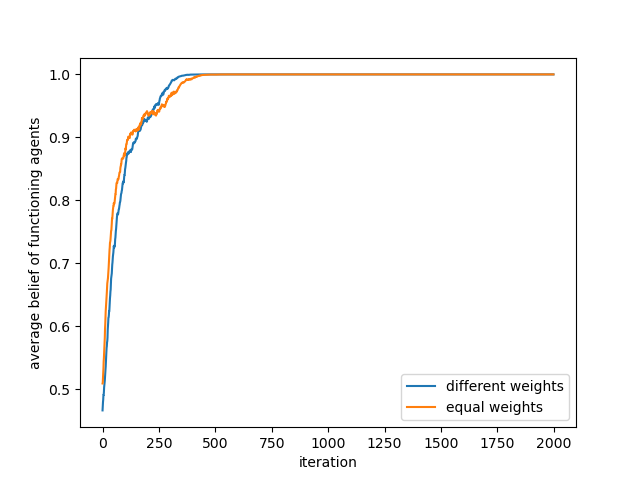 1.0
0.9
0.8
0.7
0.6
0.5
average belief of functioning agents
different weights
equal weights
0 250 500 750 1000 1250 1500 1750 2000
iteration